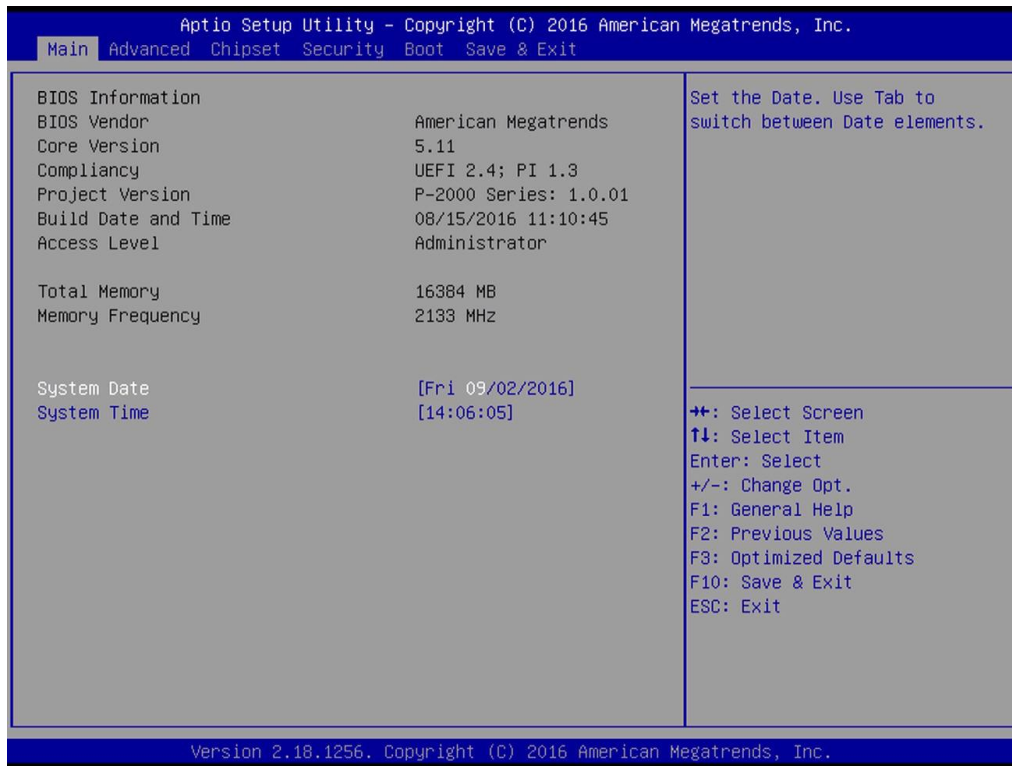 Aptio Setup Utility – Copyright (C) 2016 American Megatrends, Inc.
Main Advanced Chipset Security Boot Save & Exit
BIOS Information
BIOS Vendor American Megatrends
Core Version 5.11
Compliancy UEFI 2.4; PI 1.3
Project Version P-2000 Series: 1.0.01
Build Date and Time 08/15/2016 11:10:45
Access Level Administrator
Total Memory 16384 MB
Memory Frequency 2133 MHz
System Date [Fri 09/02/2016]
System Time [14:06:05]
Set the Date. Use Tab to
switch between Date elements.
→←: Select Screen
↑↓: Select Item
Enter: Select
+/-: Change Opt.
F1: General Help
F2: Previous Values
F3: Optimized Defaults
F10: Save & Exit
ESC: Exit
Version 2.18.1256. Copyright (C) 2016 American Megatrends, Inc.